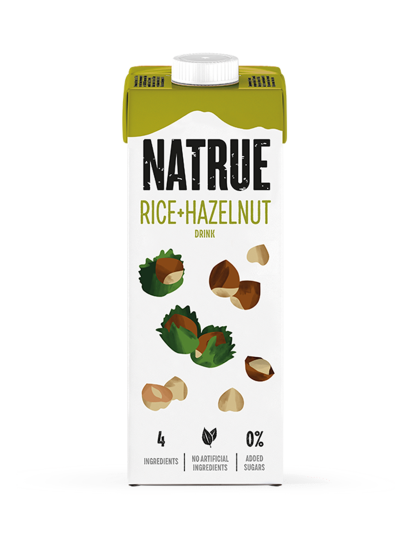 NATRUE
RICE+HAZELNUT
DRINK
4
INGREDIENTS
NO ARTIFICIAL
INGREDIENTS
0%
ADDED
SUGARS